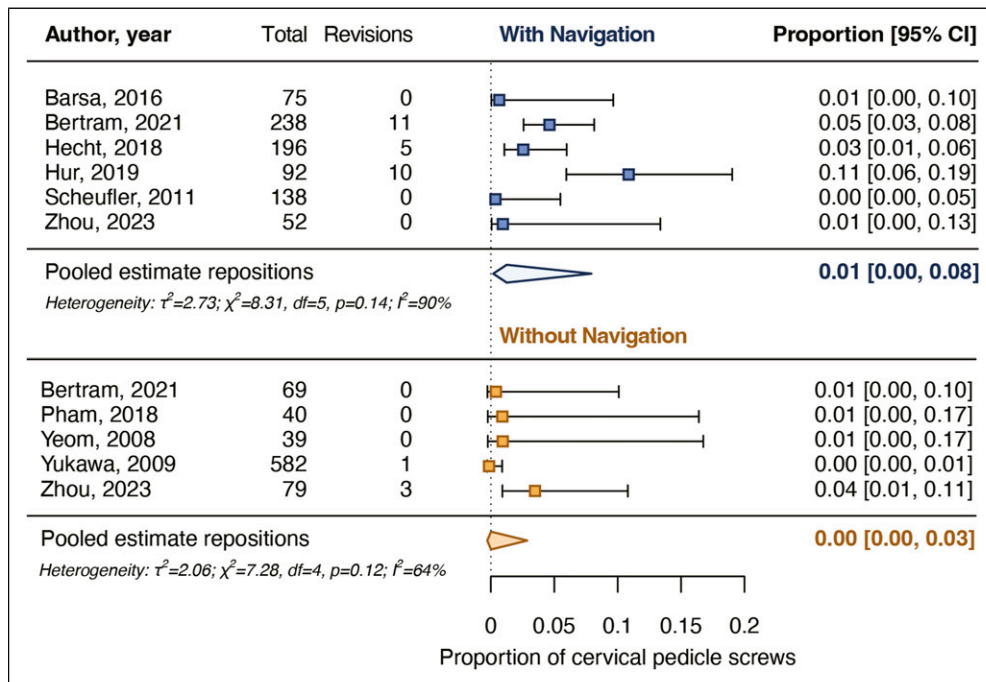 Author, year Total Revisions With Navigation Proportion [95% CI]
Barsa, 2016 75 0 0.01 [0.00, 0.10]
Bertram, 2021 238 11 0.05 [0.03, 0.08]
Hecht, 2018 196 5 0.03 [0.01, 0.06]
Hur, 2019 92 10 0.11 [0.06, 0.19]
Scheufler, 2011 138 0 0.00 [0.00, 0.05]
Zhou, 2023 52 0 0.01 [0.00, 0.13]
Pooled estimate repositions 0.01 [0.00, 0.08]
Heterogeneity: τ²=2.73; χ²=8.31, df=5, p=0.14; I²=90%
Without Navigation
Bertram, 2021 69 0 0.01 [0.00, 0.10]
Pham, 2018 40 0 0.01 [0.00, 0.17]
Yeom, 2008 39 0 0.01 [0.00, 0.17]
Yukawa, 2009 582 1 0.00 [0.00, 0.01]
Zhou, 2023 79 3 0.04 [0.01, 0.11]
Pooled estimate repositions 0.00 [0.00, 0.03]
Heterogeneity: τ²=2.06; χ²=7.28, df=4, p=0.12; I²=64%
0 0.05 0.1 0.15 0.2
Proportion of cervical pedicle screws